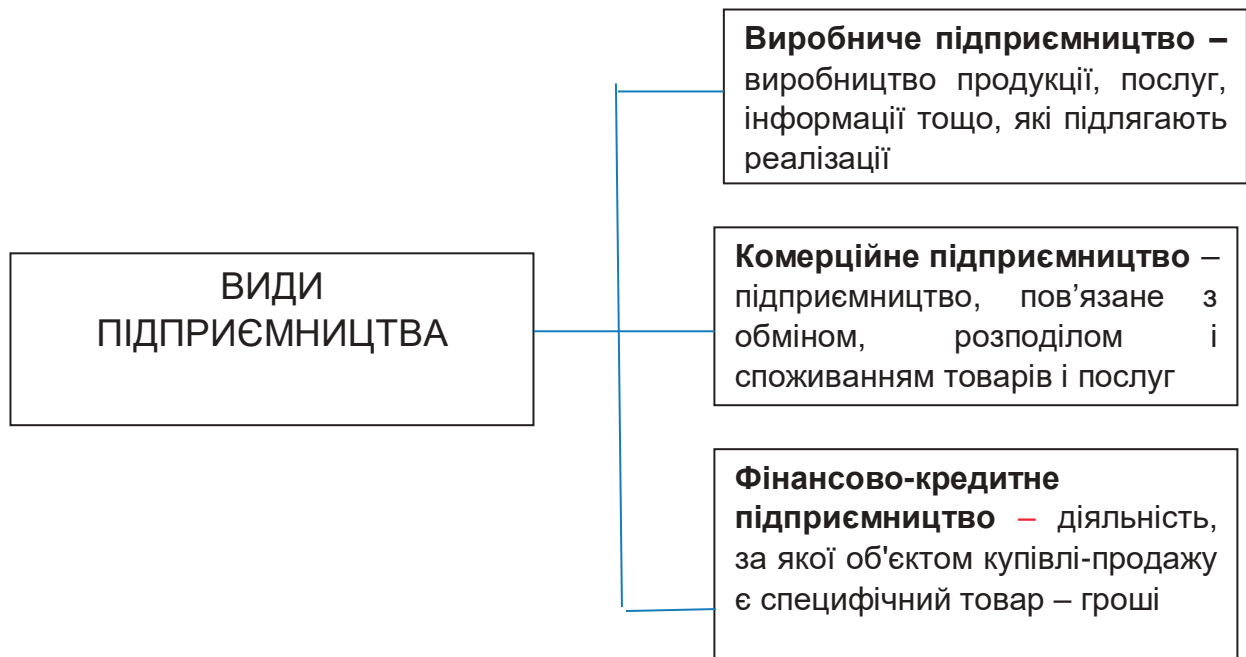 ВИДИ
ПІДПРИЄМНИЦТВА
Виробниче підприємництво –
виробництво продукції, послуг,
інформації тощо, які підлягають
реалізації
Комерційне підприємництво –
підприємництво, пов’язане з
обміном, розподілом і
споживанням товарів і послуг
Фінансово-кредитне
підприємництво – діяльність,
за якої об'єктом купівлі-продажу
є специфічний товар – гроші